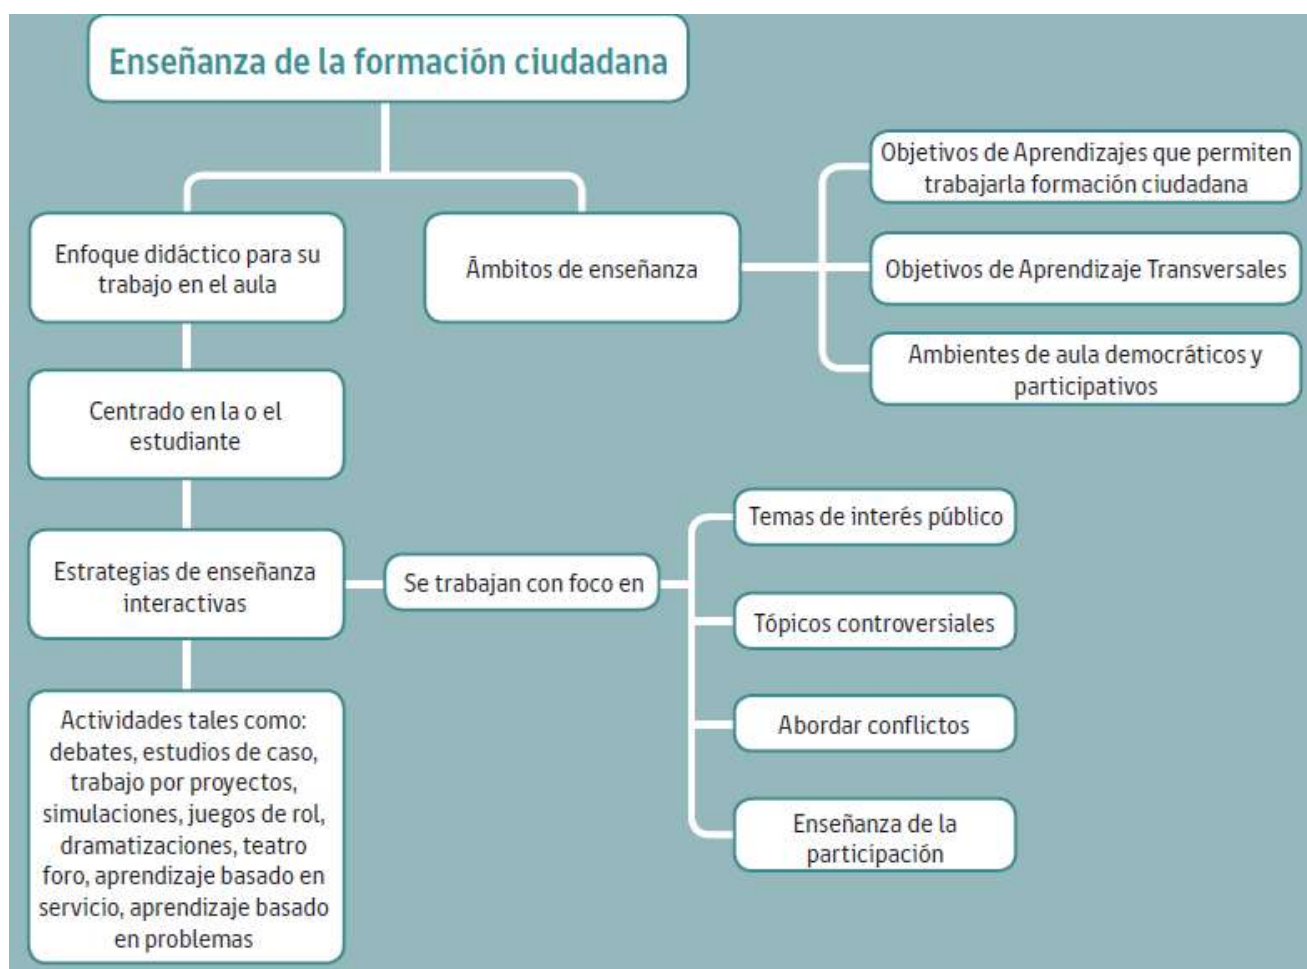 Enseñanza de la formación ciudadana
Enfoque didáctico para su
trabajo en el aula
Ámbitos de enseñanza
Objetivos de Aprendizajes que permiten
trabajarla formación ciudadana
Objetivos de Aprendizaje Transversales
Ambientes de aula democráticos y
participativos
Centrado en la o el
estudiante
Estrategias de enseñanza
interactivas
Se trabajan con foco en
Temas de interés público
Tópicos controversiales
Abordar conflictos
Enseñanza de la
participación
Actividades tales como:
debates, estudios de caso,
trabajo por proyectos,
simulaciones, juegos de rol,
dramatizaciones, teatro
foro, aprendizaje basado en
servicio, aprendizaje basado
en problemas